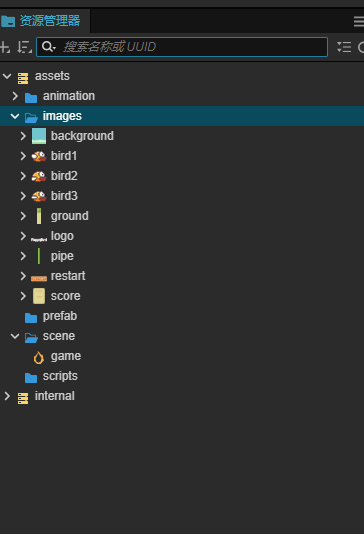 资源管理器
搜索名称或 UUID
assets
animation
images
background
bird1
bird2
bird3
ground
logo
pipe
restart
score
prefab
scene
game
scripts
internal